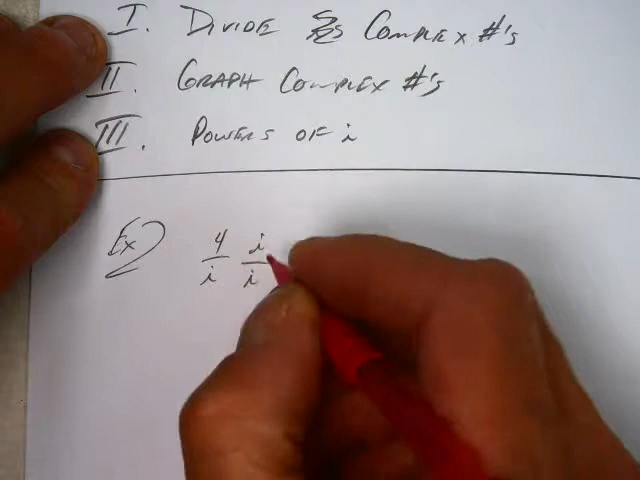 I. DIVIDE COMPLEX #'s
II. GRAPH COMPLEX #'s
III. POWERS OF i
Ex 4/i i/i